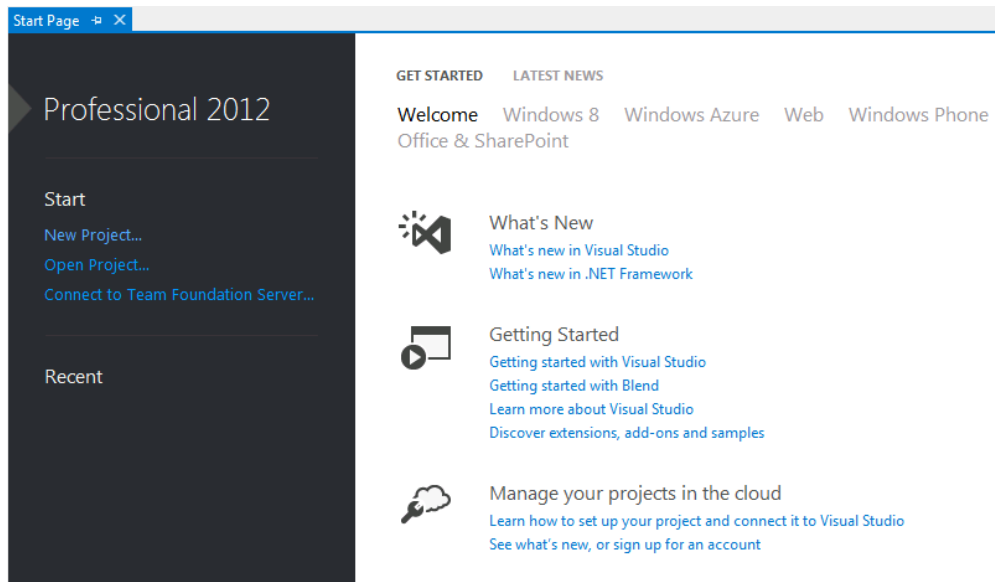 Start Page
Professional 2012
Start
New Project...
Open Project...
Connect to Team Foundation Server...
Recent
GET STARTED LATEST NEWS
Welcome Windows 8 Windows Azure Web Windows Phone
Office & SharePoint
What's New
What's new in Visual Studio
What's new in .NET Framework
Getting Started
Getting started with Visual Studio
Getting started with Blend
Learn more about Visual Studio
Discover extensions, add-ons and samples
Manage your projects in the cloud
Learn how to set up your project and connect it to Visual Studio
See what's new, or sign up for an account